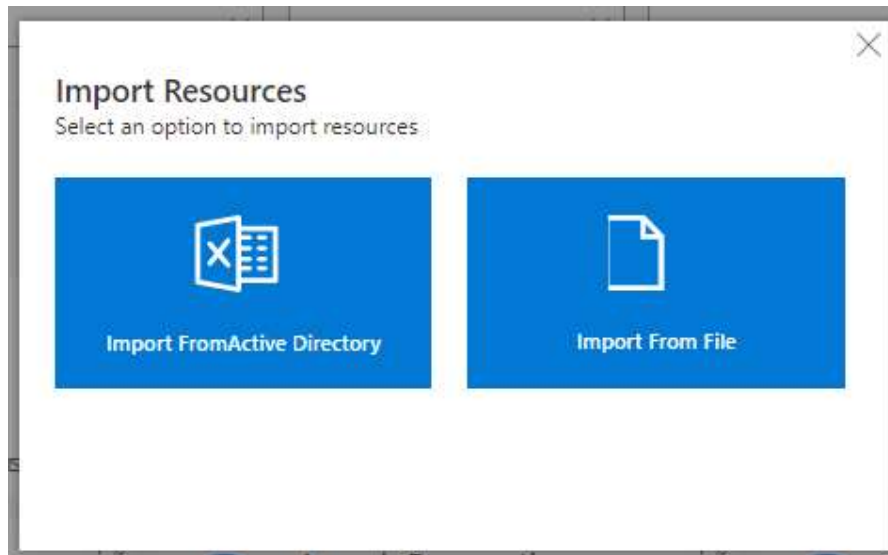 Import Resources
Select an option to import resources
Import FromActive Directory
Import From File